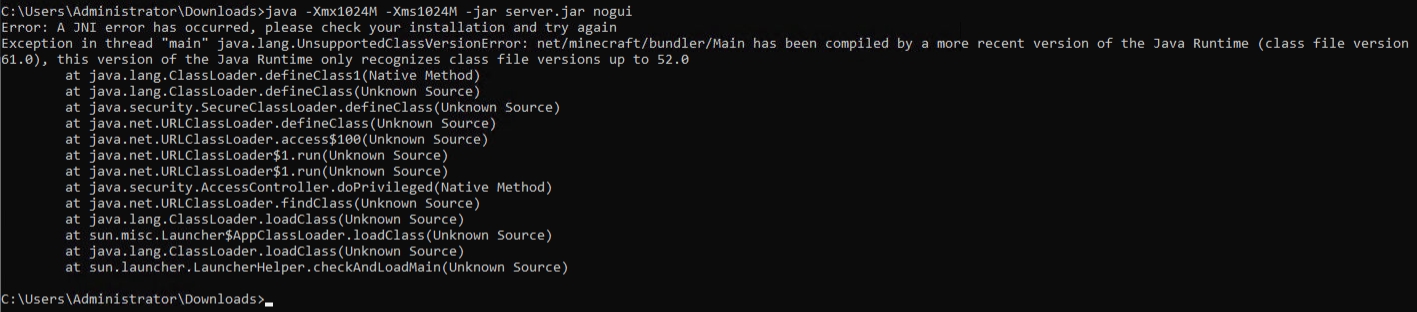 C:\Users\Administrator\Downloads>java -Xmx1024M -Xms1024M -jar server.jar nogui
Error: A JNI error has occurred, please check your installation and try again
Exception in thread "main" java.lang.UnsupportedClassVersionError: net/minecraft/bundler/Main has been compiled by a more recent version of the Java Runtime (class file version
61.0), this version of the Java Runtime only recognizes class file versions up to 52.0
        at java.lang.ClassLoader.defineClass1(Native Method)
        at java.lang.ClassLoader.defineClass(Unknown Source)
        at java.security.SecureClassLoader.defineClass(Unknown Source)
        at java.net.URLClassLoader.defineClass(Unknown Source)
        at java.net.URLClassLoader.access$100(Unknown Source)
        at java.net.URLClassLoader$1.run(Unknown Source)
        at java.net.URLClassLoader$1.run(Unknown Source)
        at java.security.AccessController.doPrivileged(Native Method)
        at java.net.URLClassLoader.findClass(Unknown Source)
        at java.lang.ClassLoader.loadClass(Unknown Source)
        at sun.misc.Launcher$AppClassLoader.loadClass(Unknown Source)
        at java.lang.ClassLoader.loadClass(Unknown Source)
        at sun.launcher.LauncherHelper.checkAndLoadMain(Unknown Source)
C:\Users\Administrator\Downloads>